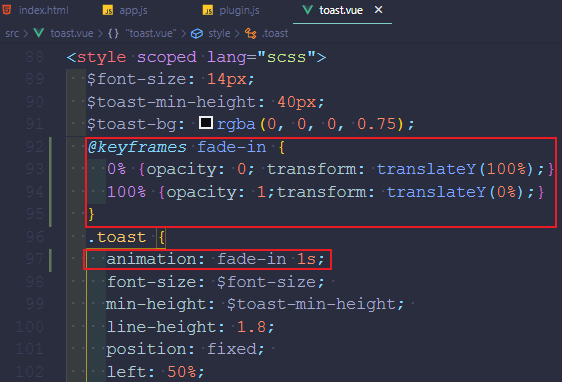 index.html JS app.js JS plugin.js toast.vue ×
src > toast.vue > {} "toast.vue" > style > .toast
88 <style scoped lang="scss">
89 $font-size: 14px;
90 $toast-min-height: 40px;
91 $toast-bg: rgba(0, 0, 0, 0.75);
92 @keyframes fade-in {
93 0% {opacity: 0; transform: translateY(100%);}
94 100% {opacity: 1;transform: translateY(0%);}
95 }
96 .toast {
97 animation: fade-in 1s;
98 font-size: $font-size;
99 min-height: $toast-min-height;
100 line-height: 1.8;
101 position: fixed;
102 left: 50%;